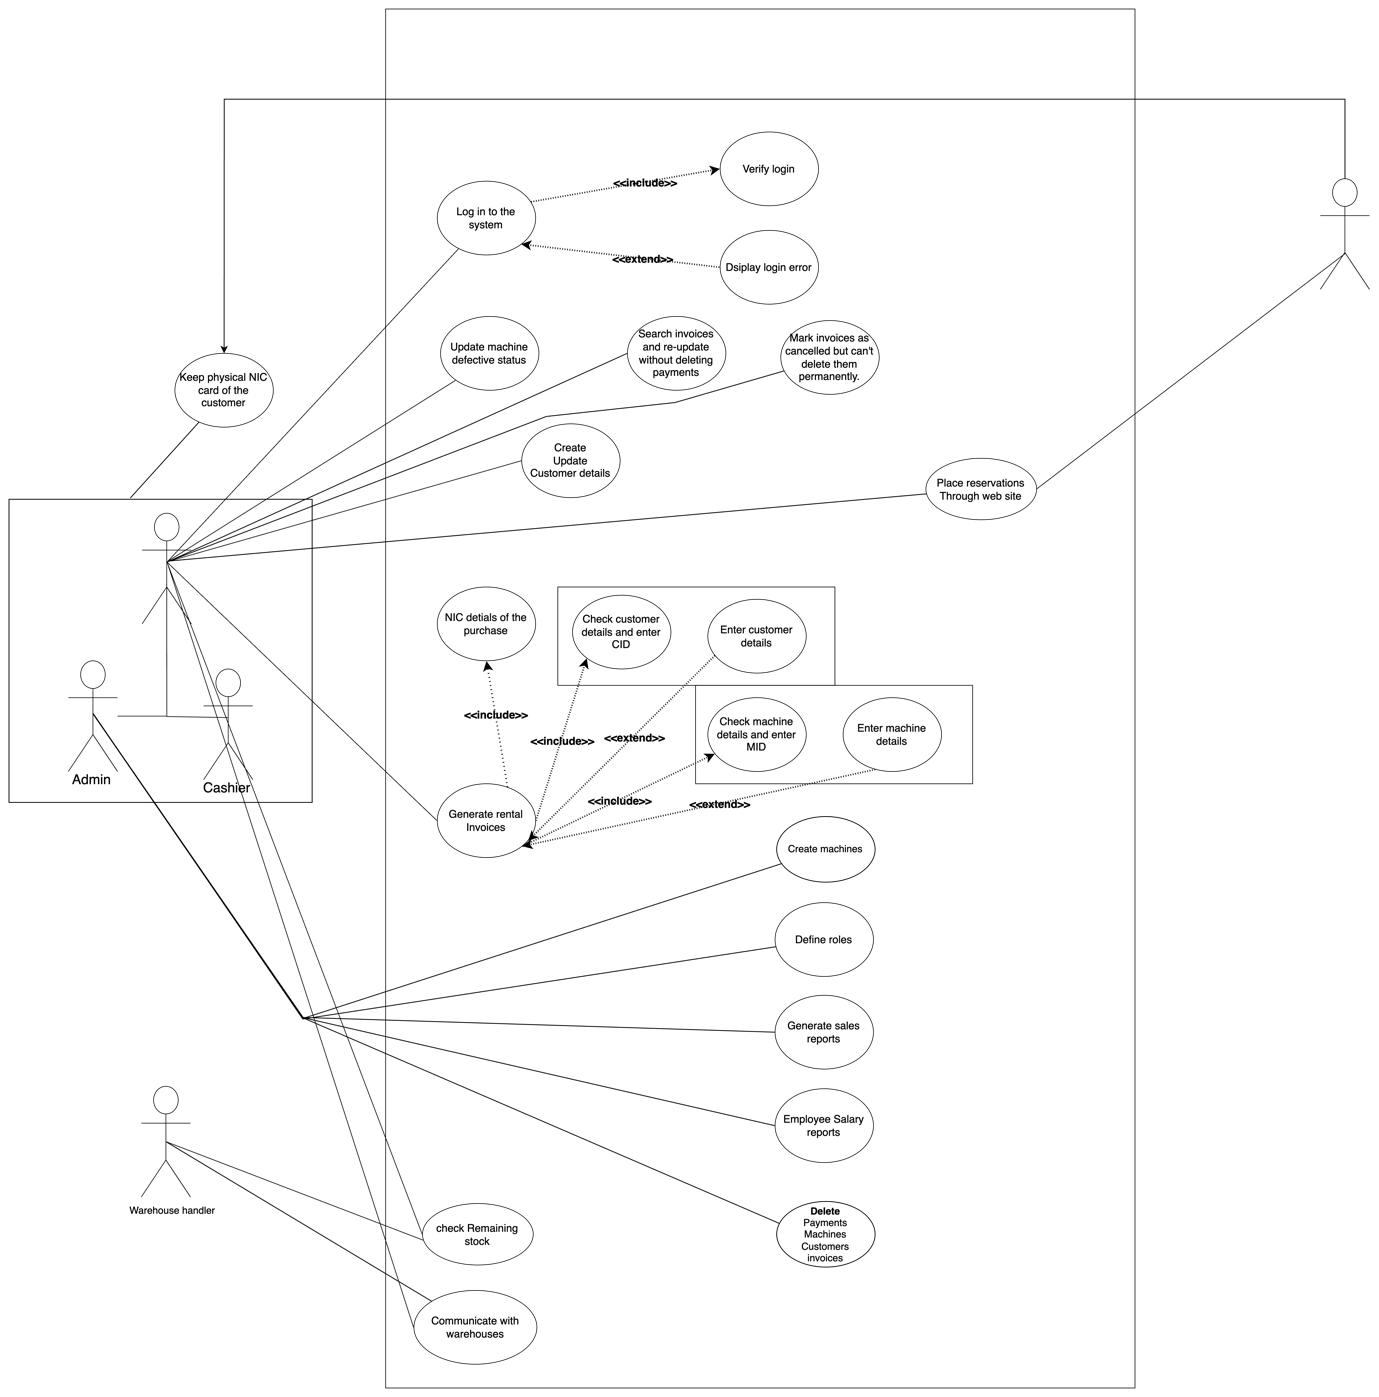 Verify login
<<include>>
Log in to the
system
<<extend>>
Dsiplay login error
Update machine
defective status
Search invoices
and re-update
without deleting
payments
Mark invoices as
cancelled but can't
delete them
permanently.
Keep physical NIC
card of the
customer
Create
Update
Customer details
Place reservations
Through web site
NIC detials of the
purchase
Check customer
details and enter
CID
Enter customer
details
<<include>>
<<include>>
<<extend>>
Check machine
details and enter
MID
Enter machine
details
Admin
Cashier
<<include>>
<<extend>>
Generate rental
Invoices
Create machines
Define roles
Generate sales
reports
Employee Salary
reports
Warehouse handler
check Remaining
stock
Delete
Payments
Machines
Customers
invoices
Communicate with
warehouses